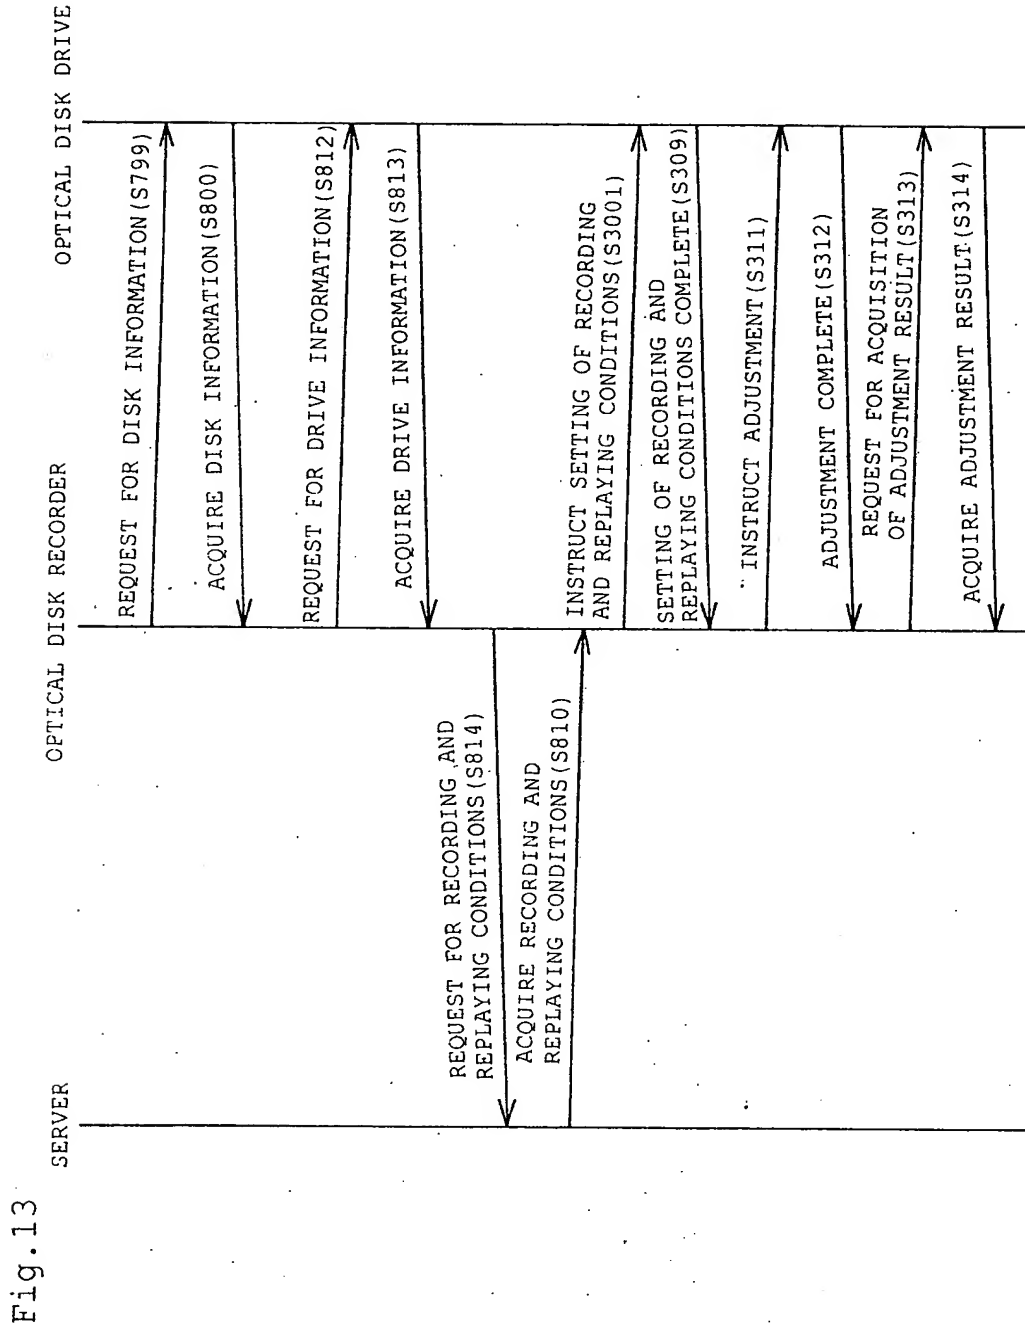 Fig.13
SERVER
OPTICAL DISK RECORDER
OPTICAL DISK DRIVE
REQUEST FOR DISK INFORMATION(S799)
ACQUIRE DISK INFORMATION(S800)
REQUEST FOR DRIVE INFORMATION(S812)
ACQUIRE DRIVE INFORMATION(S813)
REQUEST FOR RECORDING AND
REPLAYING CONDITIONS(S814)
ACQUIRE RECORDING AND
REPLAYING CONDITIONS(S810)
INSTRUCT SETTING OF RECORDING
AND REPLAYING CONDITIONS(S3001)
SETTING OF RECORDING AND
REPLAYING CONDITIONS COMPLETE(S309)
INSTRUCT ADJUSTMENT(S311)
ADJUSTMENT COMPLETE(S312)
REQUEST FOR ACQUISITION
OF ADJUSTMENT RESULT(S313)
ACQUIRE ADJUSTMENT RESULT(S314)